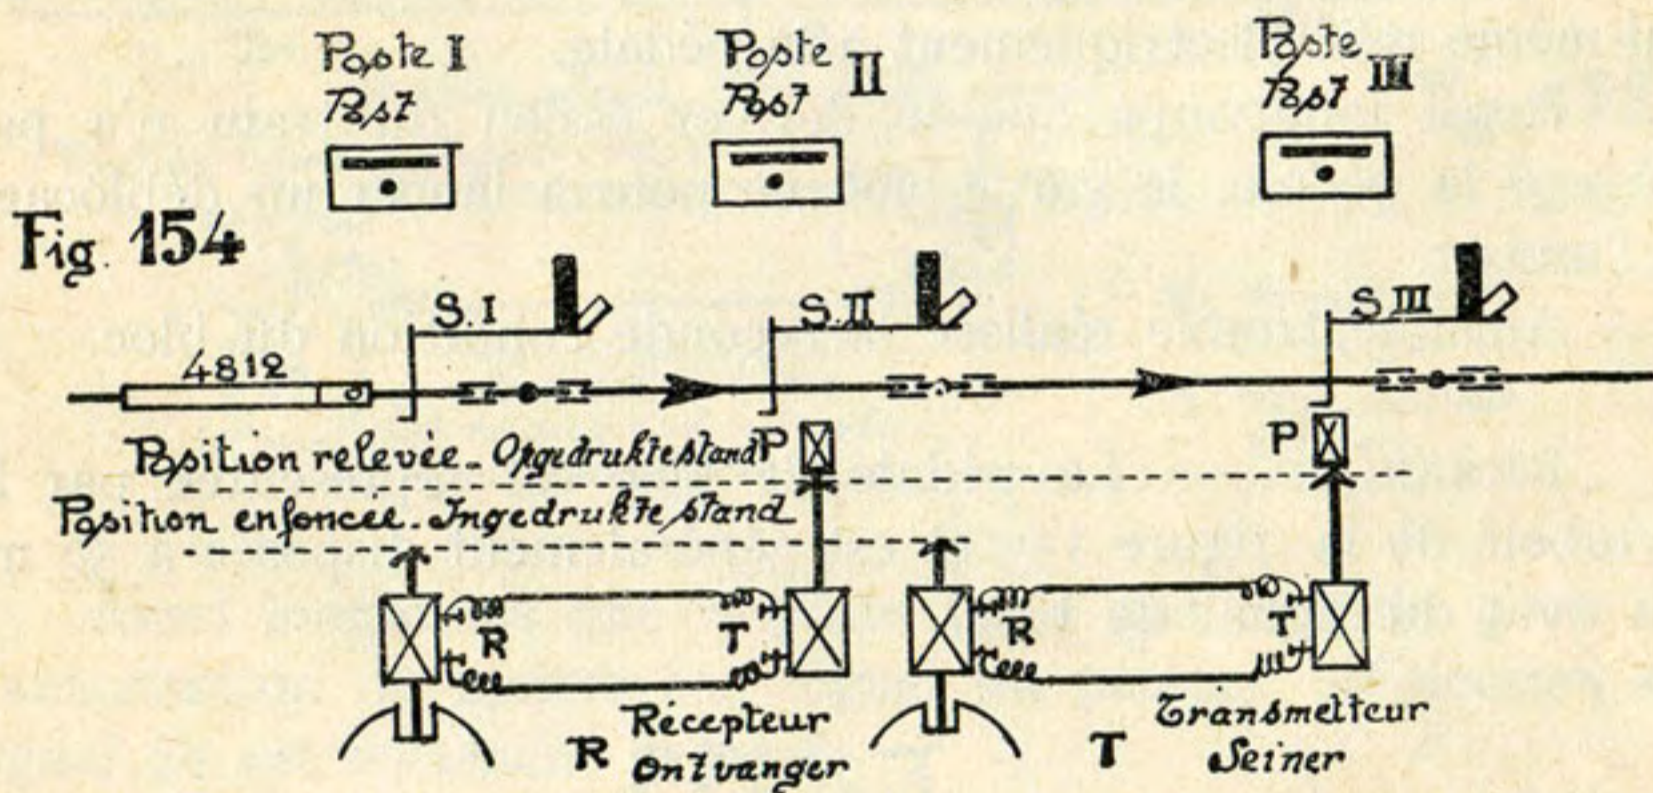 Poste I
Post
Poste II
Post
Poste III
Post
Fig. 154
S. I
S. II
S. III
4812
Position relevée - Opgedrukte stand
P
P
Position enfoncée - Ingedrukte stand
R
T
R
T
R Récepteur
Ontvanger
T Transmetteur
Seiner